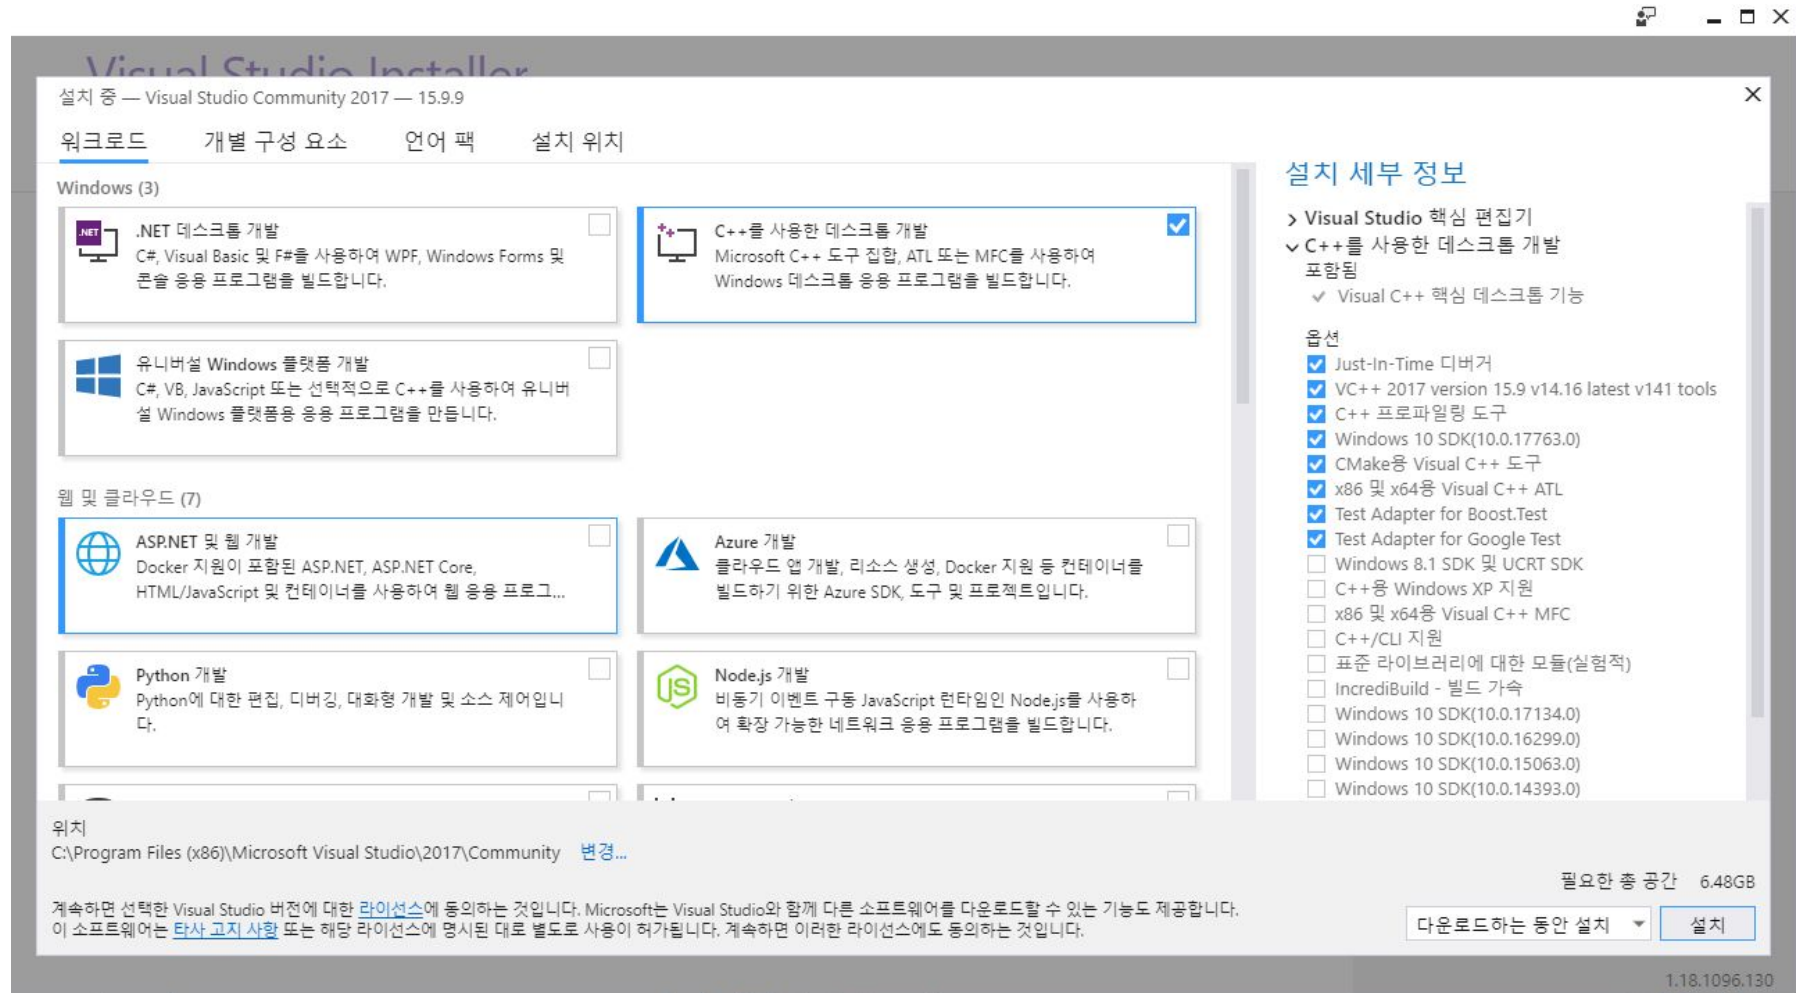 Visual Studio Installer
설치 중 — Visual Studio Community 2017 — 15.9.9
워크로드 개별 구성 요소 언어 팩 설치 위치
Windows (3)
.NET
.NET 데스크톱 개발
C#, Visual Basic 및 F#을 사용하여 WPF, Windows Forms 및
콘솔 응용 프로그램을 빌드합니다.
C++를 사용한 데스크톱 개발
Microsoft C++ 도구 집합, ATL 또는 MFC를 사용하여
Windows 데스크톱 응용 프로그램을 빌드합니다.
유니버설 Windows 플랫폼 개발
C#, VB, JavaScript 또는 선택적으로 C++를 사용하여 유니버
설 Windows 플랫폼용 응용 프로그램을 만듭니다.
웹 및 클라우드 (7)
ASP.NET 및 웹 개발
Docker 지원이 포함된 ASP.NET, ASP.NET Core,
HTML/JavaScript 및 컨테이너를 사용하여 웹 응용 프로그...
Azure 개발
클라우드 앱 개발, 리소스 생성, Docker 지원 등 컨테이너를
빌드하기 위한 Azure SDK, 도구 및 프로젝트입니다.
Python 개발
Python에 대한 편집, 디버깅, 대화형 개발 및 소스 제어입니
다.
JS
Node.js 개발
비동기 이벤트 구동 JavaScript 런타임인 Node.js를 사용하
여 확장 가능한 네트워크 응용 프로그램을 빌드합니다.
설치 세부 정보
Visual Studio 핵심 편집기
C++를 사용한 데스크톱 개발
포함됨
Visual C++ 핵심 데스크톱 기능
옵션
Just-In-Time 디버거
VC++ 2017 version 15.9 v14.16 latest v141 tools
C++ 프로파일링 도구
Windows 10 SDK(10.0.17763.0)
CMake용 Visual C++ 도구
x86 및 x64용 Visual C++ ATL
Test Adapter for Boost.Test
Test Adapter for Google Test
Windows 8.1 SDK 및 UCRT SDK
C++용 Windows XP 지원
x86 및 x64용 Visual C++ MFC
C++/CLI 지원
표준 라이브러리에 대한 모듈(실험적)
IncrediBuild - 빌드 가속
Windows 10 SDK(10.0.17134.0)
Windows 10 SDK(10.0.16299.0)
Windows 10 SDK(10.0.15063.0)
Windows 10 SDK(10.0.14393.0)
위치
C:\Program Files (x86)\Microsoft Visual Studio\2017\Community 변경...
필요한 총 공간 6.48GB
계속하면 선택한 Visual Studio 버전에 대한 라이선스에 동의하는 것입니다. Microsoft는 Visual Studio와 함께 다른 소프트웨어를 다운로드할 수 있는 기능도 제공합니다.
이 소프트웨어는 타사 고지 사항 또는 해당 라이선스에 명시된 대로 별도로 사용이 허가됩니다. 계속하면 이러한 라이선스에도 동의하는 것입니다.
다운로드하는 동안 설치 설치
1.18.1096.130